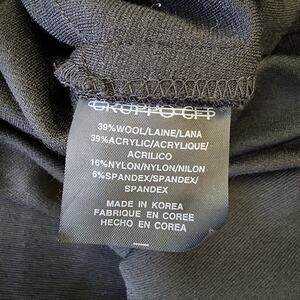 GRUPPO GFP
39%WOOL/LAINE/LANA
39%ACRYLIC/ACRYLIQUE/
ACRILICO
16%NYLON/NYLON/NILON
6%SPANDEX/SPANDEX/
SPANDEX
MADE IN KOREA
FABRIQUE EN COREE
HECHO EN COREA